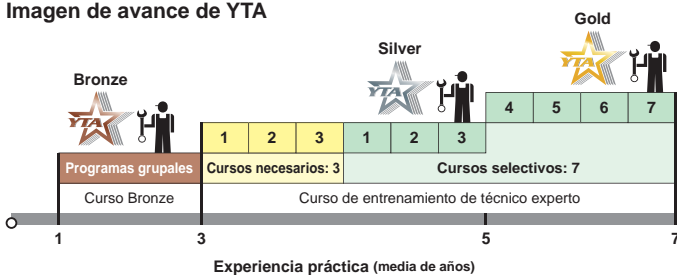 Imagen de avance de YTA
Gold
Silver
Bronze
YTA
YTA
YTA
4 5 6 7
1 2 3 1 2 3
Programas grupales Cursos necesarios: 3 Cursos selectivos: 7
Curso Bronze Curso de entrenamiento de técnico experto
1 3 5 7
Experiencia práctica (media de años)